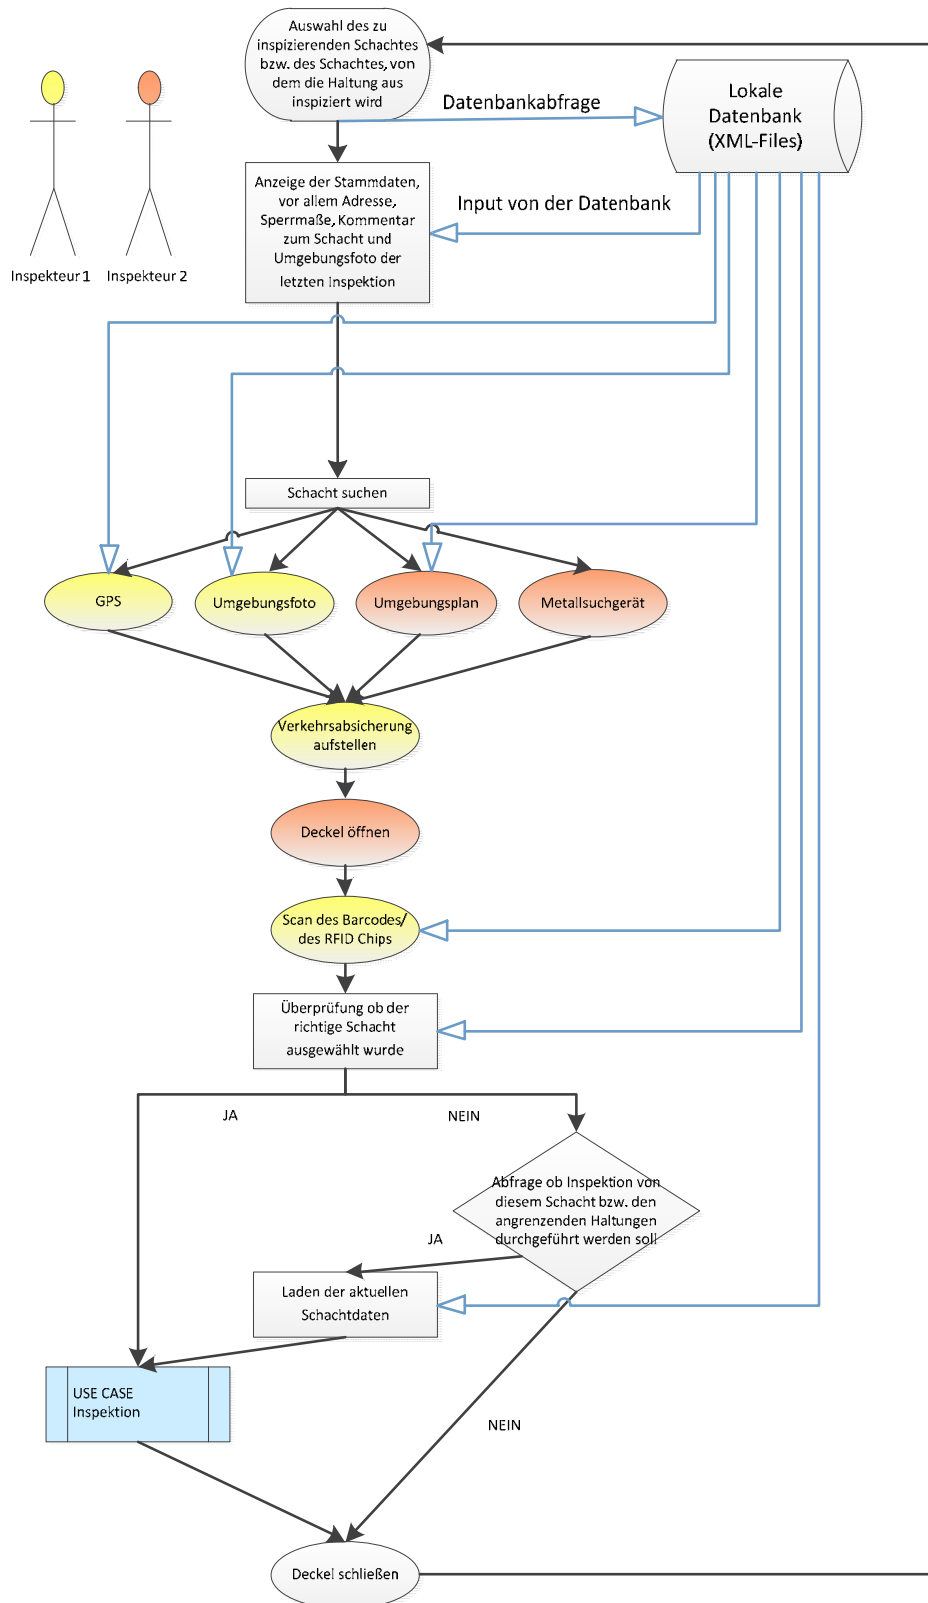 Auswahl des zu
inspizierenden Schachtes
bzw. des Schachtes, von
dem die Haltung aus
inspiziert wird
Datenbankabfrage
Lokale
Datenbank
(XML-Files)
Inspekteur 1
Inspekteur 2
Anzeige der Stammdaten,
vor allem Adresse,
Sperrmaße, Kommentar
zum Schacht und
Umgebungsfoto der
letzten Inspektion
Input von der Datenbank
Schacht suchen
GPS
Umgebungsfoto
Umgebungsplan
Metallsuchgerät
Verkehrsabsicherung
aufstellen
Deckel öffnen
Scan des Barcodes/
des RFID Chips
Überprüfung ob der
richtige Schacht
ausgewählt wurde
JA
NEIN
Abfrage ob Inspektion von
diesem Schacht bzw. den
angrenzenden Haltungen
durchgeführt werden soll
JA
Laden der aktuellen
Schachtdaten
USE CASE
Inspektion
NEIN
Deckel schließen